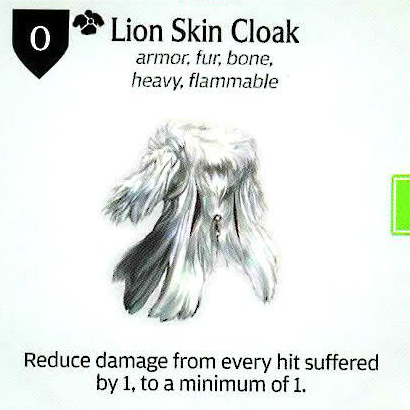 0
Lion Skin Cloak
armor, fur, bone,
heavy, flammable
Reduce damage from every hit suffered
by 1, to a minimum of 1.